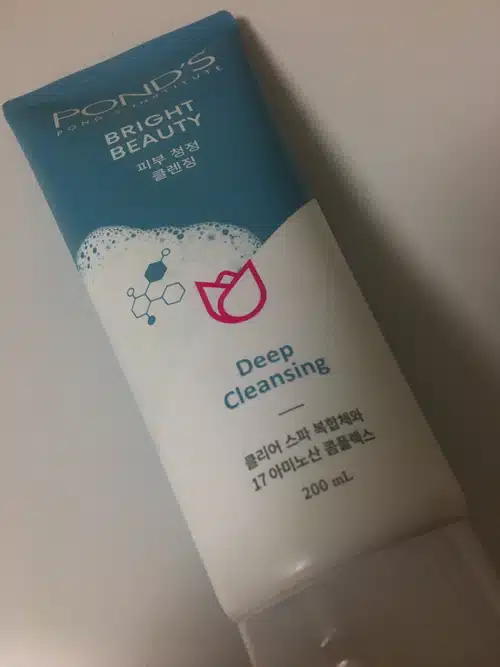 POND'S
POND'S INSTITUTE
BRIGHT
BEAUTY
피부 청정
클렌징
Deep
Cleansing
클리어 스파 복합체와
17 아미노산 콤플렉스
200 mL